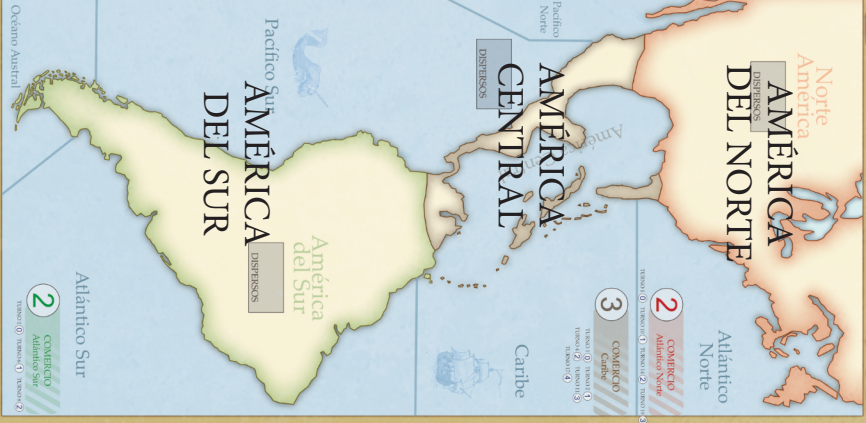 Norte
América
AMÉRICA
DEL NORTE
DISPERSOS
Atlántico
Norte
2
COMERCIO
Atlántico Norte
3
COMERCIO
Caribe
Pacífico
Norte
AMÉRICA
CENTRAL
DISPERSOS
Caribe
América
del Sur
Pacífico Sur
AMÉRICA
DEL SUR
DISPERSOS
Atlántico Sur
2
COMERCIO
Atlántico Sur
Océano Austral